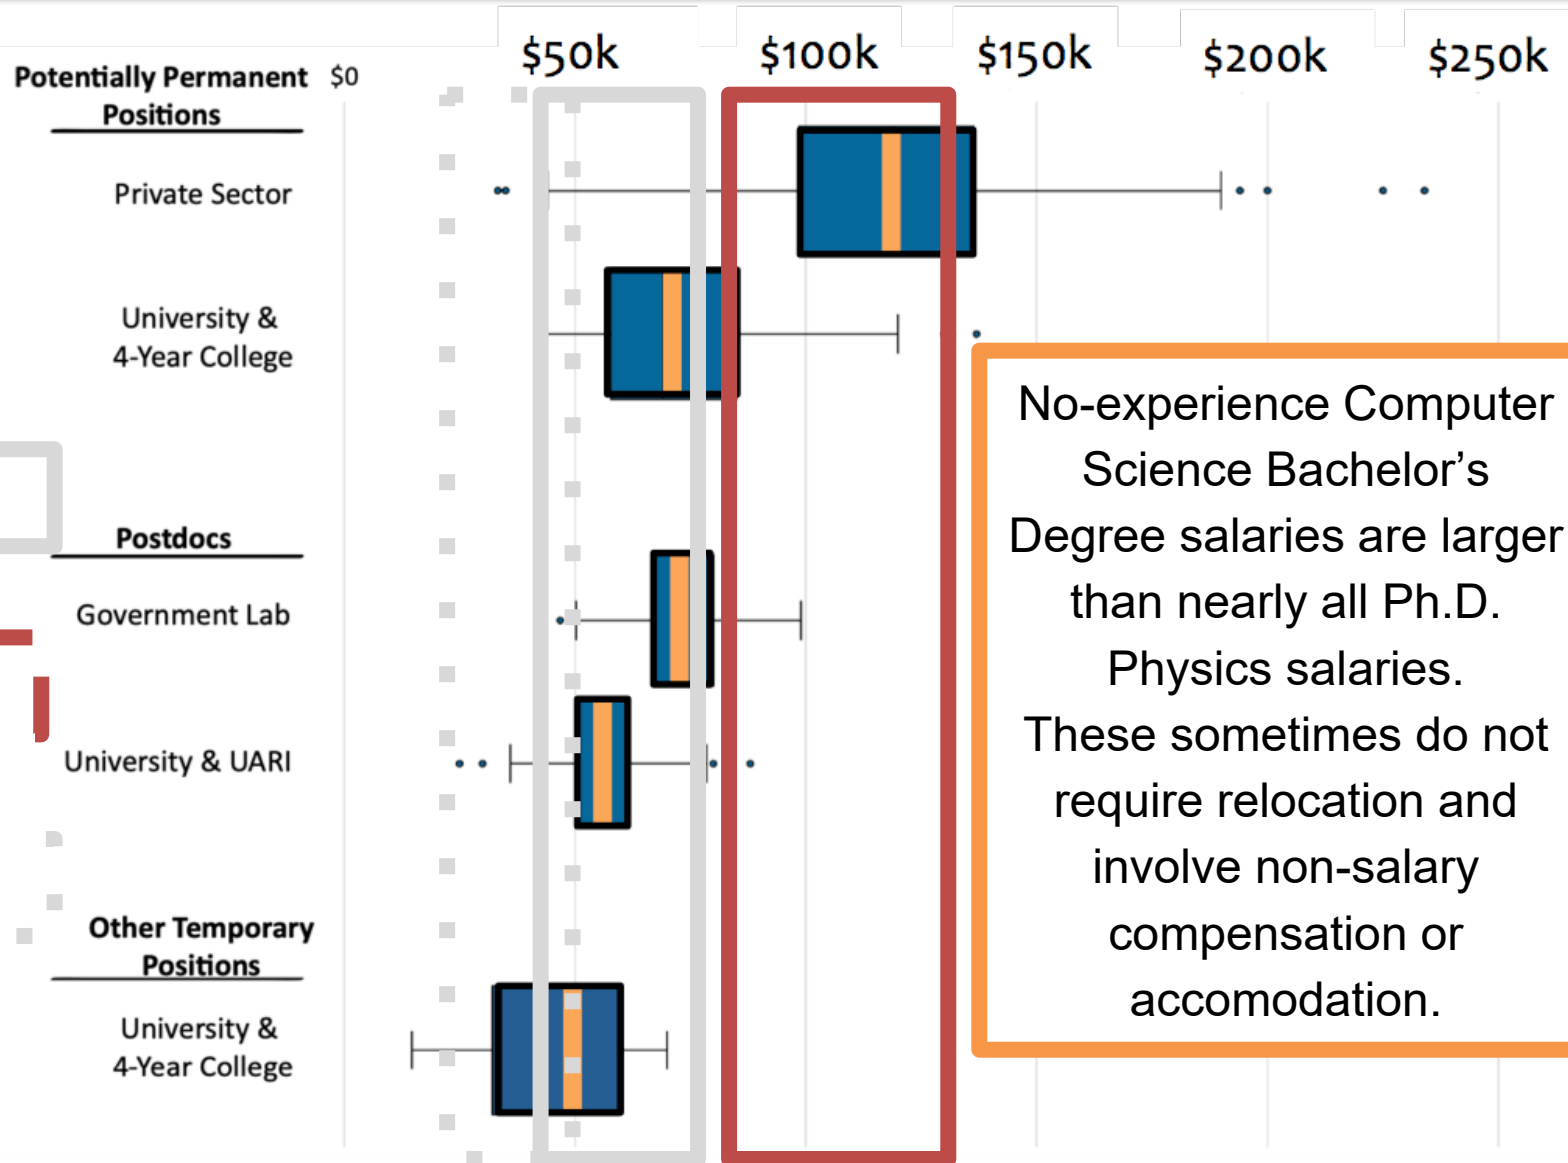 $50k $100k $150k $200k $250k
Potentially Permanent $0
Positions
Private Sector
University &
4-Year College
Postdocs
Government Lab
University & UARI
Other Temporary
Positions
University &
4-Year College
No-experience Computer
Science Bachelor’s
Degree salaries are larger
than nearly all Ph.D.
Physics salaries.
These sometimes do not
require relocation and
involve non-salary
compensation or
accomodation.